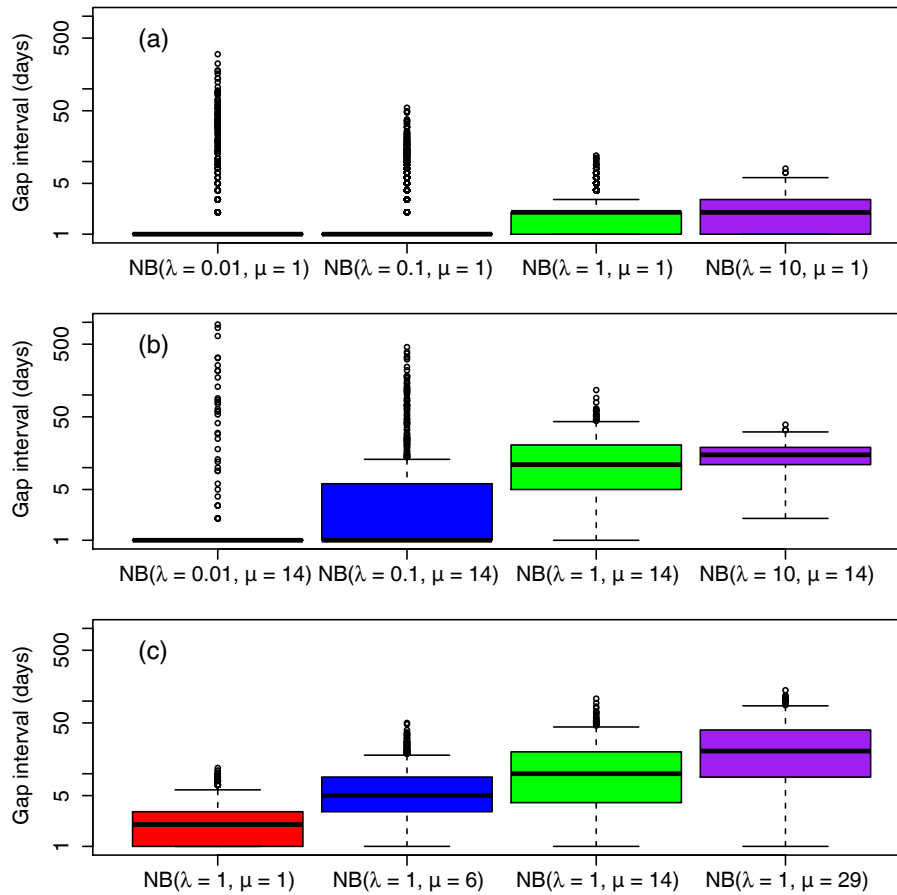 (a)
Gap interval (days)
500
50
5
1
NB(λ = 0.01, μ = 1) NB(λ = 0.1, μ = 1) NB(λ = 1, μ = 1) NB(λ = 10, μ = 1)
(b)
Gap interval (days)
500
50
5
1
NB(λ = 0.01, μ = 14) NB(λ = 0.1, μ = 14) NB(λ = 1, μ = 14) NB(λ = 10, μ = 14)
(c)
Gap interval (days)
500
50
5
1
NB(λ = 1, μ = 1) NB(λ = 1, μ = 6) NB(λ = 1, μ = 14) NB(λ = 1, μ = 29)